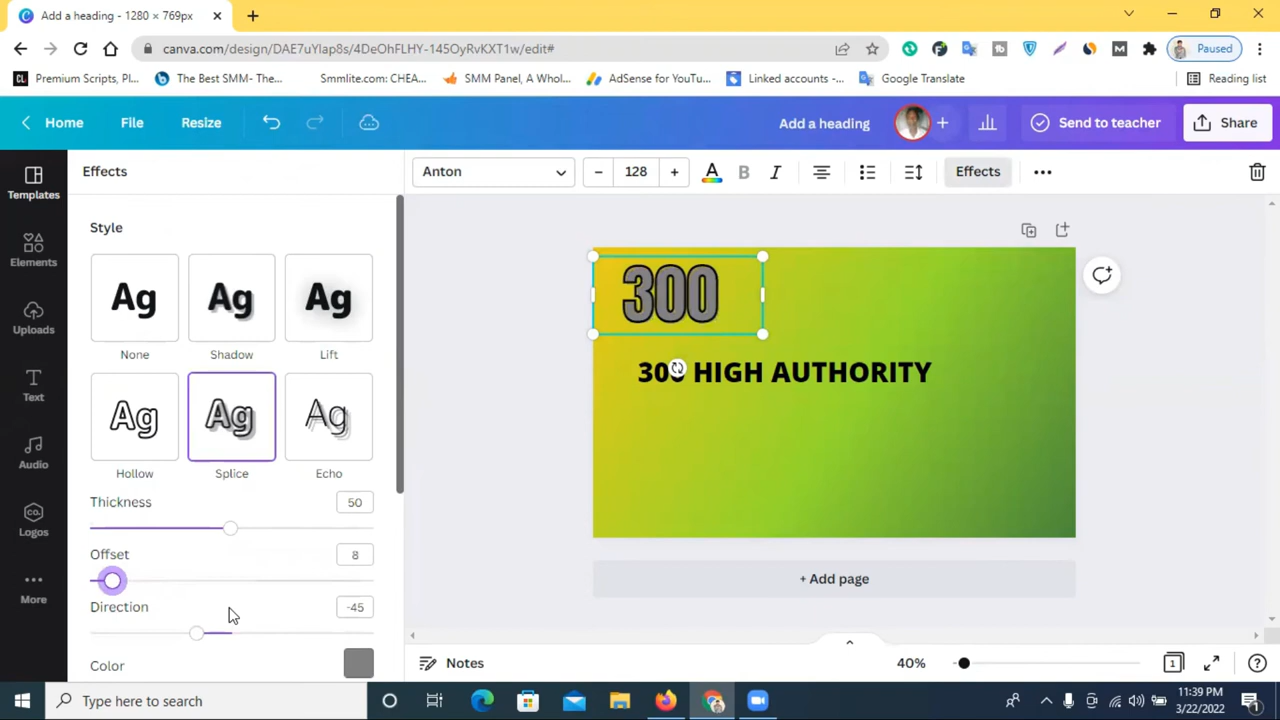 Add a heading - 1280 × 769px
canva.com/design/DAE7uYlap8s/4DeOhFLHY-145OyRvKXT1w/edit#
Paused
Premium Scripts, Pl...
The Best SMM- The...
Smmlite.com: CHEA...
SMM Panel, A Whol...
AdSense for YouTu...
Linked accounts -...
Google Translate
Reading list
Home
File
Resize
Add a heading
Send to teacher
Share
Templates
Elements
Uploads
Text
Audio
CO.
Logos
More
Effects
Style
Ag
Ag
Ag
None
Shadow
Lift
Ag
Ag
Ag
Hollow
Splice
Echo
Thickness
50
Offset
8
Direction
-45
Color
Anton
128
A
B
I
Effects
300
300 HIGH AUTHORITY
+ Add page
Notes
40%
1
Type here to search
11:39 PM
3/22/2022
1